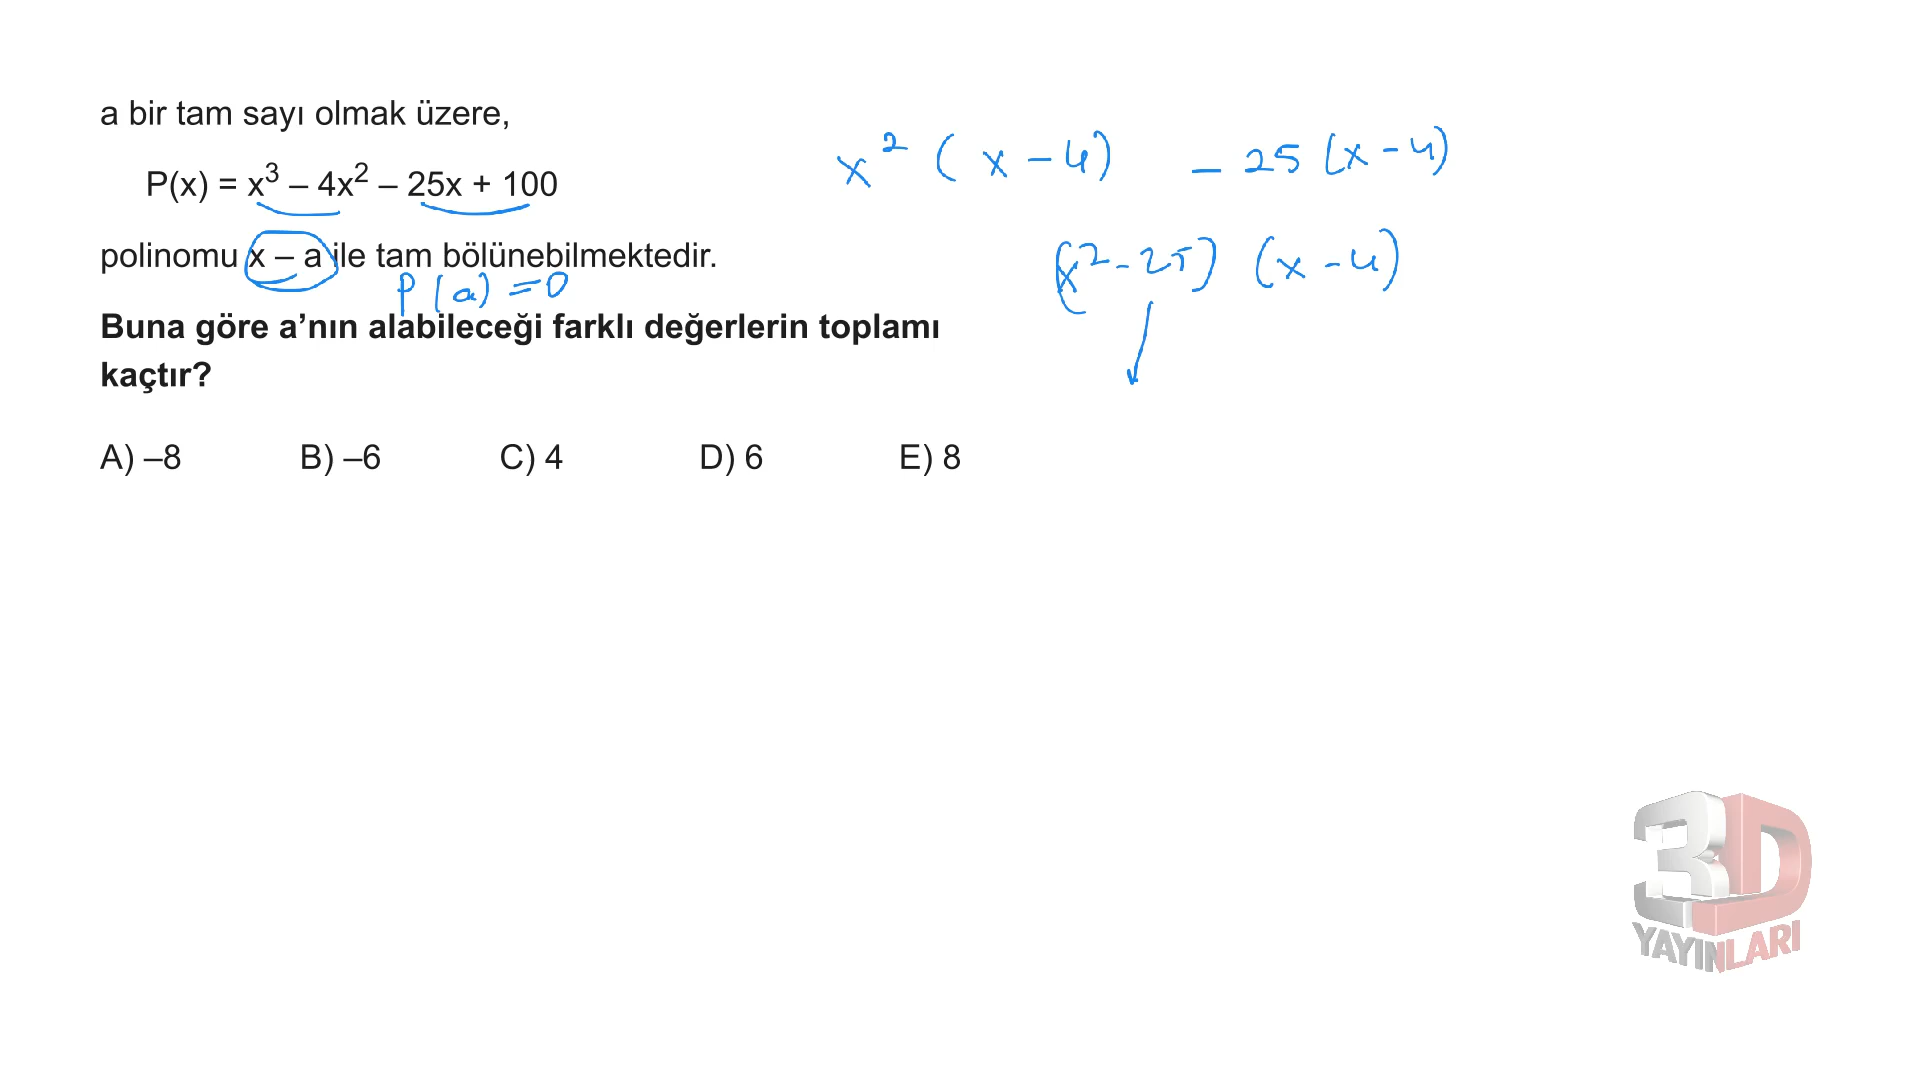 a bir tam sayı olmak üzere,
P(x) = x³ – 4x² – 25x + 100
polinomu x – a ile tam bölünebilmektedir.
P(a) = 0
Buna göre a’nın alabileceği farklı değerlerin toplamı
kaçtır?
A) –8 B) –6 C) 4 D) 6 E) 8
x² (x – 4) – 25 (x – 4)
(x² – 25) (x – 4)
3D
YAYINLARI